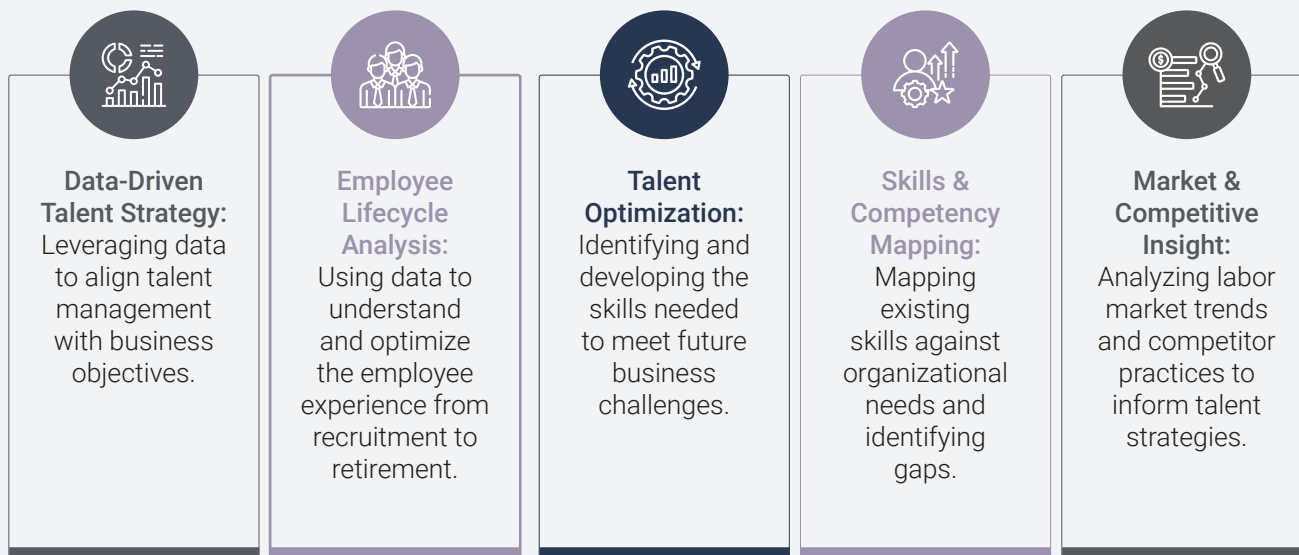 Data-Driven
Talent Strategy:
Leveraging data
to align talent
management
with business
objectives.
Employee
Lifecycle
Analysis:
Using data to
understand
and optimize
the employee
experience from
recruitment to
retirement.
Talent
Optimization:
Identifying and
developing the
skills needed
to meet future
business
challenges.
Skills &
Competency
Mapping:
Mapping
existing
skills against
organizational
needs and
identifying
gaps.
Market &
Competitive
Insight:
Analyzing labor
market trends
and competitor
practices to
inform talent
strategies.